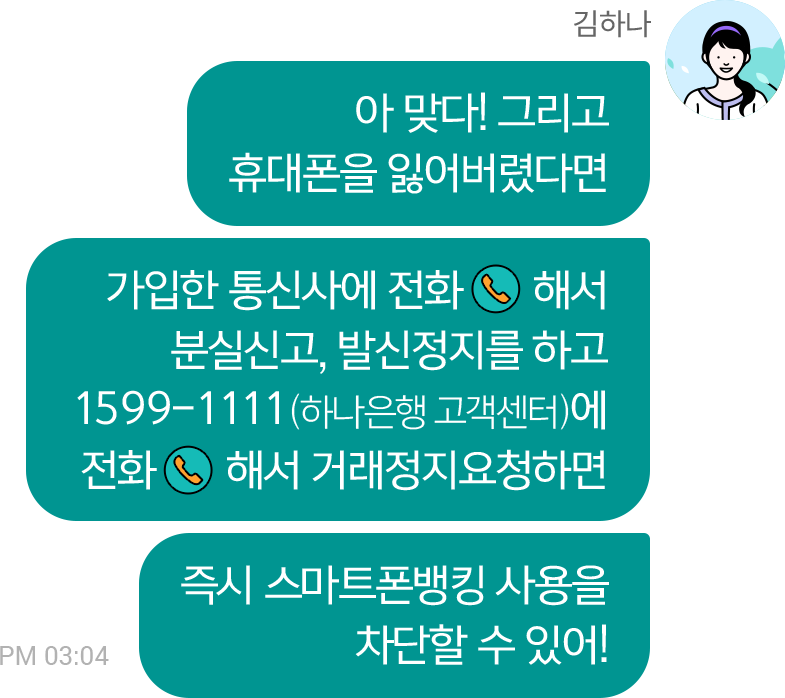 김하나
아 맞다! 그리고
휴대폰을 잃어버렸다면
가입한 통신사에 전화 해서
분실신고, 발신정지를 하고
1599-1111(하나은행 고객센터)에
전화 해서 거래정지요청하면
즉시 스마트폰뱅킹 사용을
차단할 수 있어!
PM 03:04